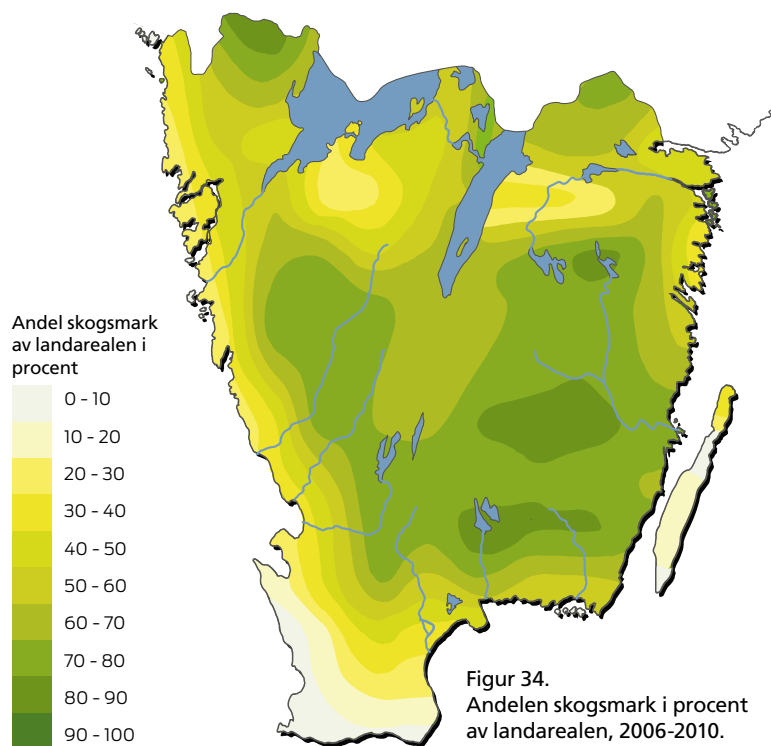 Andel skogsmark
av landarealen i
procent
0 - 10
10 - 20
20 - 30
30 - 40
40 - 50
50 - 60
60 - 70
70 - 80
80 - 90
90 - 100
Figur 34.
Andelen skogsmark i procent
av landarealen, 2006-2010.